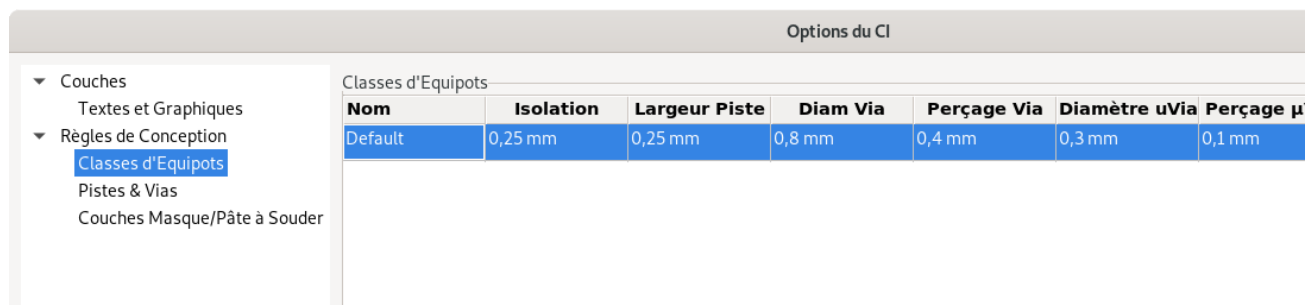 Options du CI
Couches
Textes et Graphiques
Règles de Conception
Classes d'Equipots
Pistes & Vias
Couches Masque/Pâte à Souder
Classes d'Equipots
Nom Isolation Largeur Piste Diam Via Perçage Via Diamètre uVia Perçage
Default 0,25 mm 0,25 mm 0,8 mm 0,4 mm 0,3 mm 0,1 mm